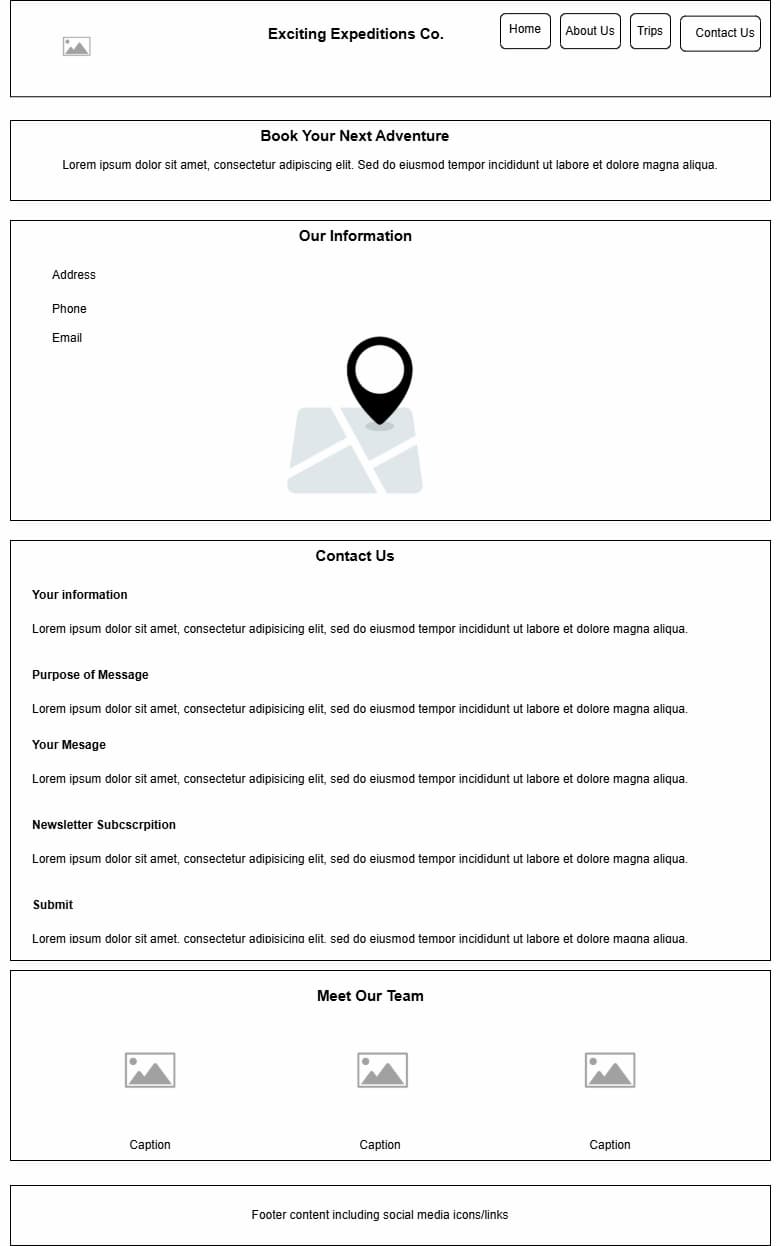 Exciting Expeditions Co.
Home
About Us
Trips
Contact Us
Book Your Next Adventure
Lorem ipsum dolor sit amet, consectetur adipiscing elit. Sed do eiusmod tempor incididunt ut labore et dolore magna aliqua.
Our Information
Address
Phone
Email
Contact Us
Your information
Lorem ipsum dolor sit amet, consectetur adipisicing elit, sed do eiusmod tempor incididunt ut labore et dolore magna aliqua.
Purpose of Message
Lorem ipsum dolor sit amet, consectetur adipisicing elit, sed do eiusmod tempor incididunt ut labore et dolore magna aliqua.
Your Mesage
Lorem ipsum dolor sit amet, consectetur adipisicing elit, sed do eiusmod tempor incididunt ut labore et dolore magna aliqua.
Newsletter Subcscrpition
Lorem ipsum dolor sit amet, consectetur adipisicing elit, sed do eiusmod tempor incididunt ut labore et dolore magna aliqua.
Submit
Lorem ipsum dolor sit amet, consectetur adipisicing elit, sed do eiusmod tempor incididunt ut labore et dolore magna aliqua.
Meet Our Team
Caption
Caption
Caption
Footer content including social media icons/links